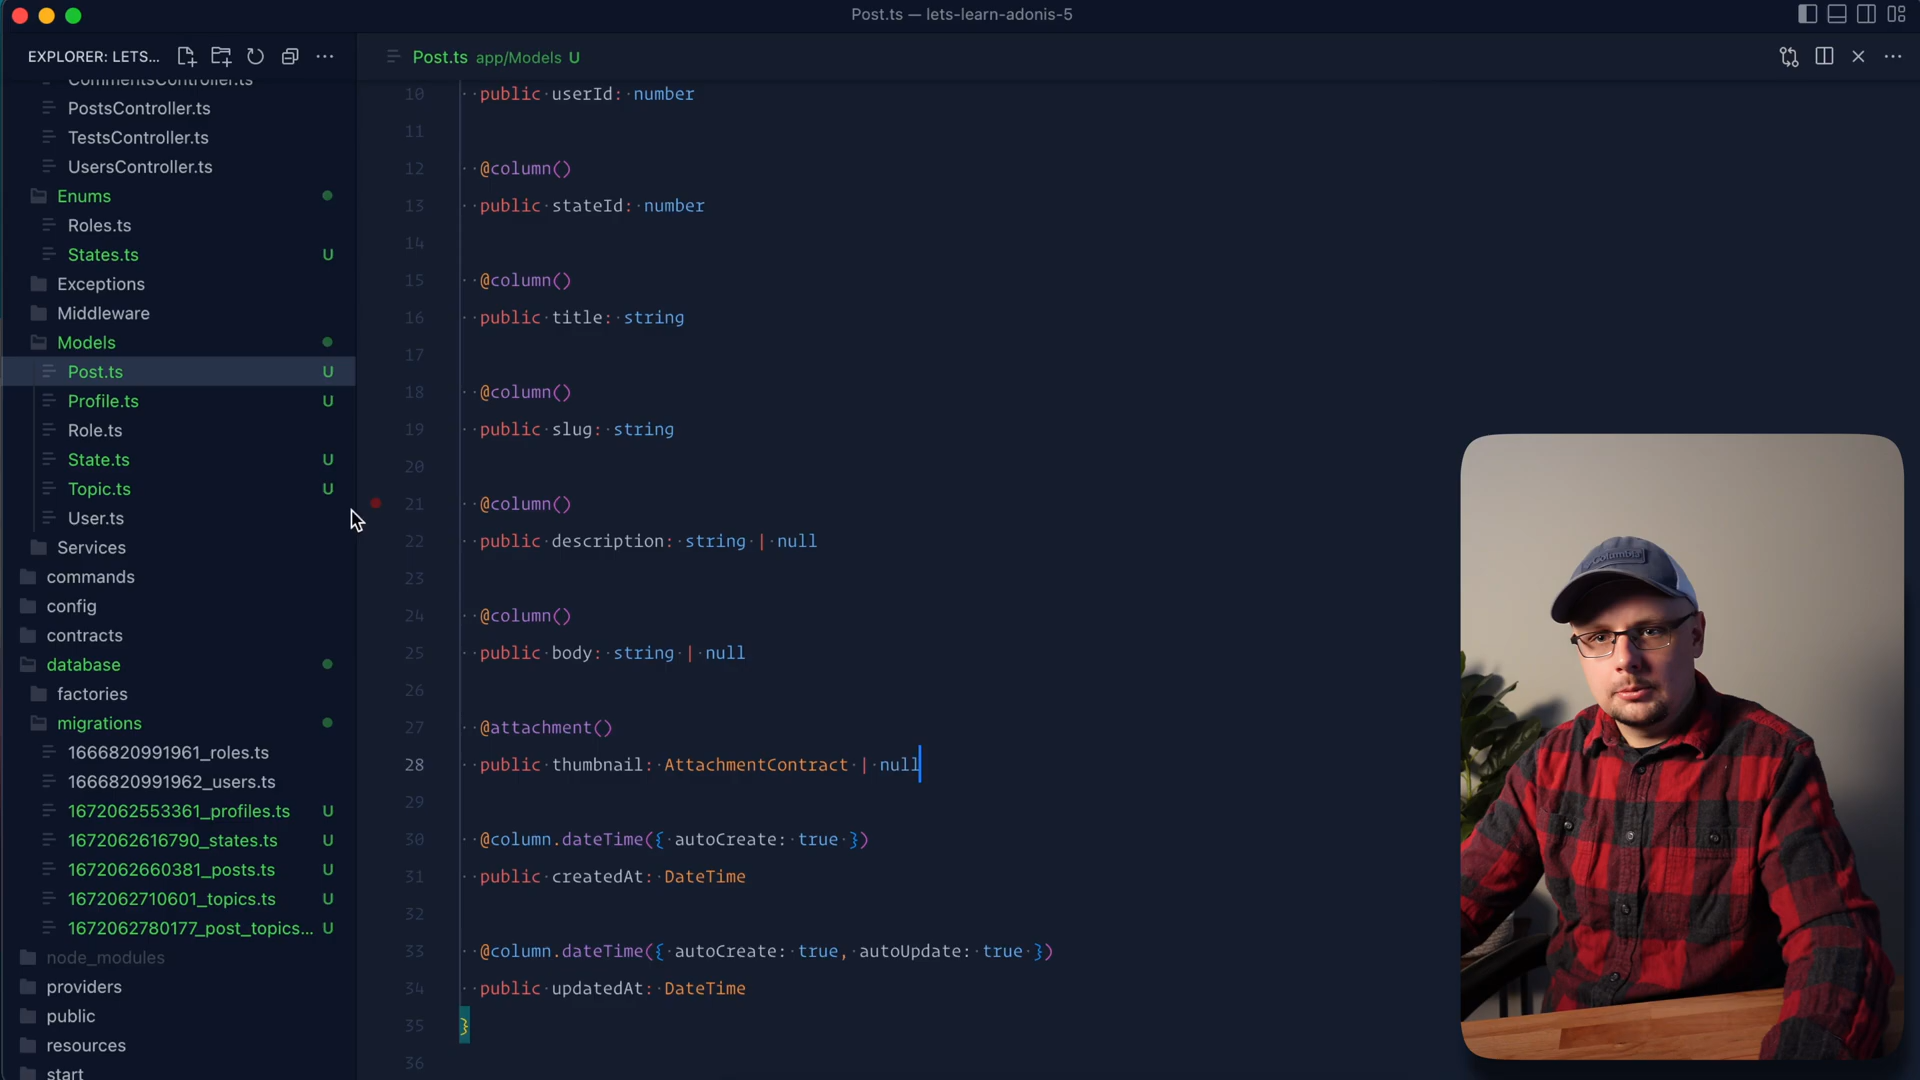 Post.ts — lets-learn-adonis-5
EXPLORER: LETS...
CommentsController.ts
PostsController.ts
TestsController.ts
UsersController.ts
Enums
Roles.ts
States.ts U
Exceptions
Middleware
Models
Post.ts U
Profile.ts U
Role.ts
State.ts U
Topic.ts U
User.ts
Services
commands
config
contracts
database
factories
migrations
1666820991961_roles.ts
1666820991962_users.ts
1672062553361_profiles.ts U
1672062616790_states.ts U
1672062660381_posts.ts U
1672062710601_topics.ts U
1672062780177_post_topics... U
node_modules
providers
public
resources
start
Post.ts app/Models U
10 public userId: number
11
12 @column()
13 public stateId: number
14
15 @column()
16 public title: string
17
18 @column()
19 public slug: string
20
21 @column()
22 public description: string | null
23
24 @column()
25 public body: string | null
26
27 @attachment()
28 public thumbnail: AttachmentContract | null
29
30 @column.dateTime({ autoCreate: true })
31 public createdAt: DateTime
32
33 @column.dateTime({ autoCreate: true, autoUpdate: true })
34 public updatedAt: DateTime
35 }
36
Columbia